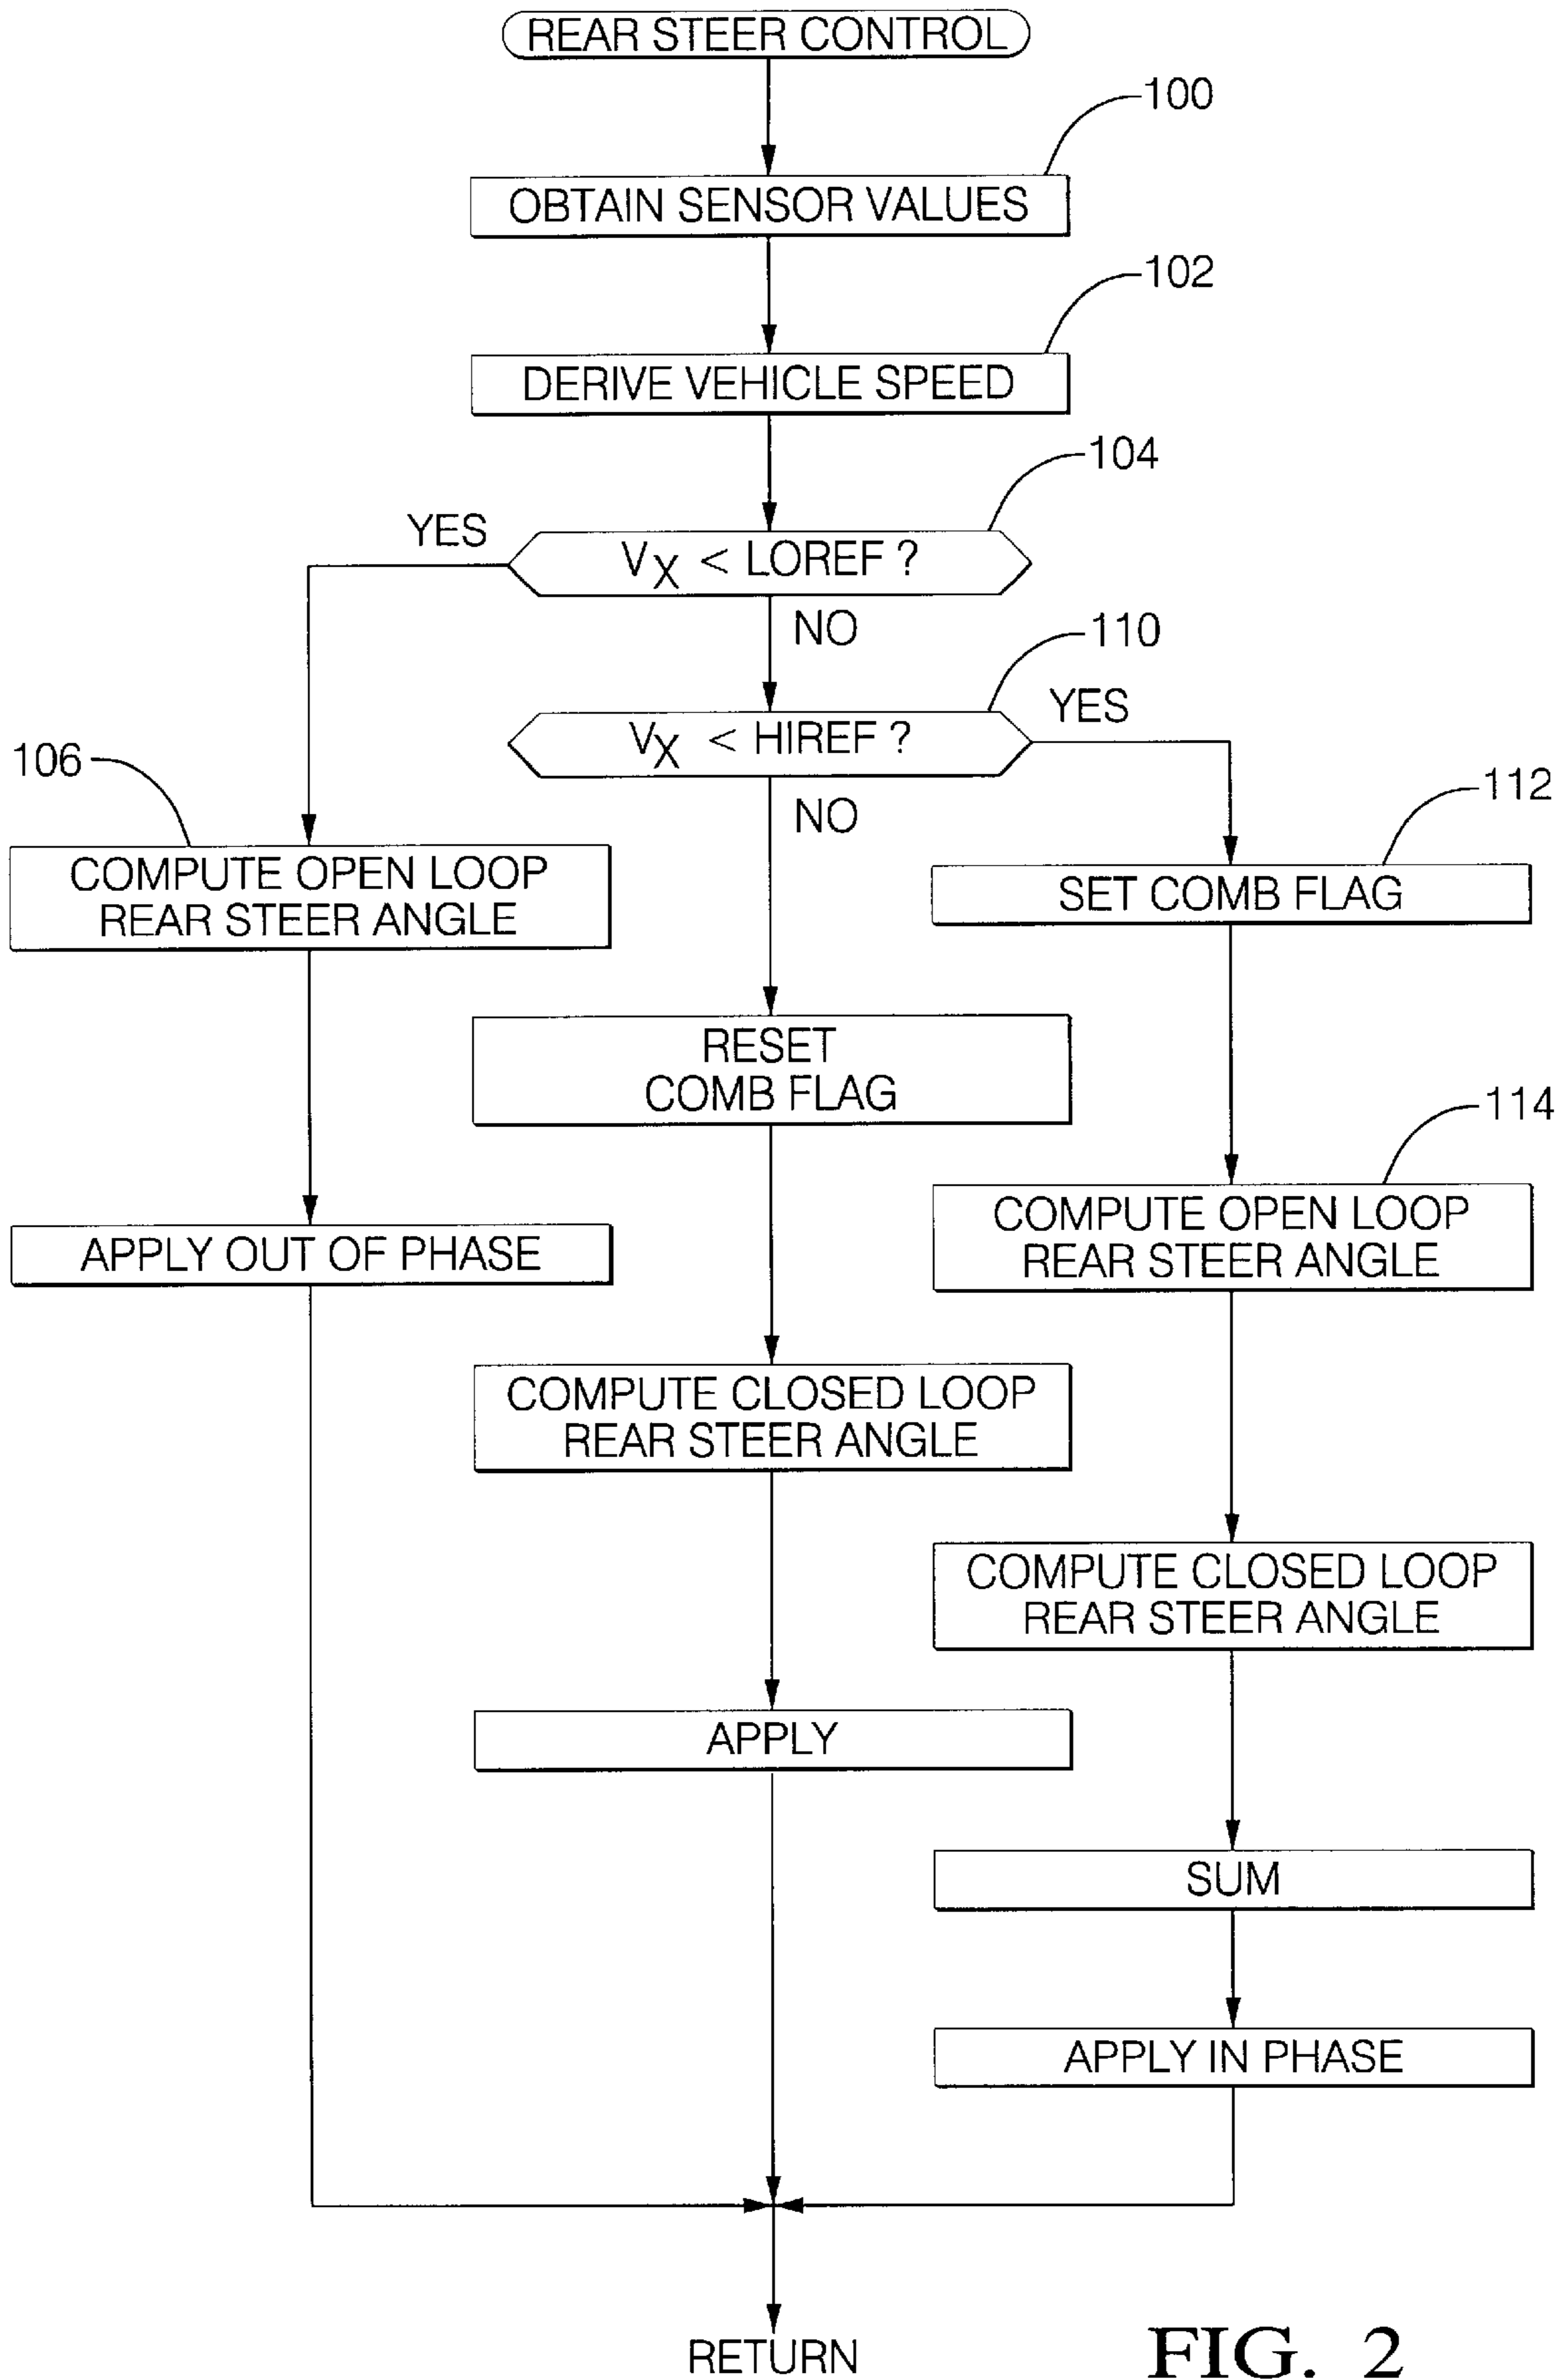 REAR STEER CONTROL
100
OBTAIN SENSOR VALUES
102
DERIVE VEHICLE SPEED
104
YES
VX < LOREF ?
NO
110
YES
VX < HIREF ?
NO
106
112
COMPUTE OPEN LOOP
REAR STEER ANGLE
SET COMB FLAG
RESET
COMB FLAG
114
COMPUTE OPEN LOOP
REAR STEER ANGLE
APPLY OUT OF PHASE
COMPUTE CLOSED LOOP
REAR STEER ANGLE
COMPUTE CLOSED LOOP
REAR STEER ANGLE
APPLY
SUM
APPLY IN PHASE
RETURN
FIG. 2